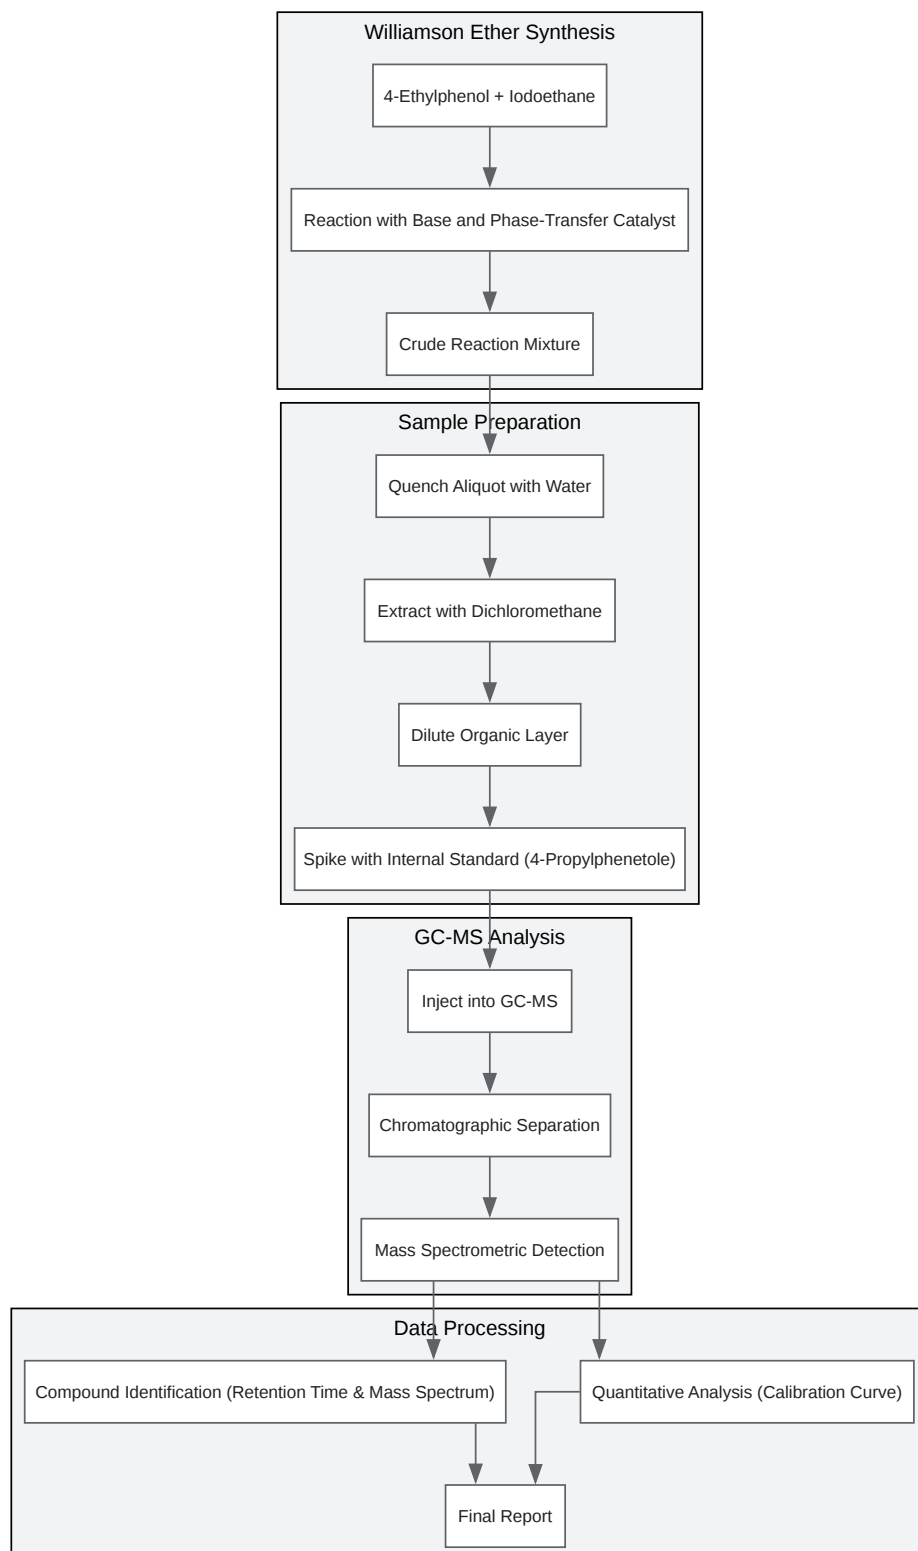 Williamson Ether Synthesis
4-Ethylphenol + Iodoethane
Reaction with Base and Phase-Transfer Catalyst
Crude Reaction Mixture
Sample Preparation
Quench Aliquot with Water
Extract with Dichloromethane
Dilute Organic Layer
Spike with Internal Standard (4-Propylphenetole)
GC-MS Analysis
Inject into GC-MS
Chromatographic Separation
Mass Spectrometric Detection
Data Processing
Compound Identification (Retention Time & Mass Spectrum)
Quantitative Analysis (Calibration Curve)
Final Report